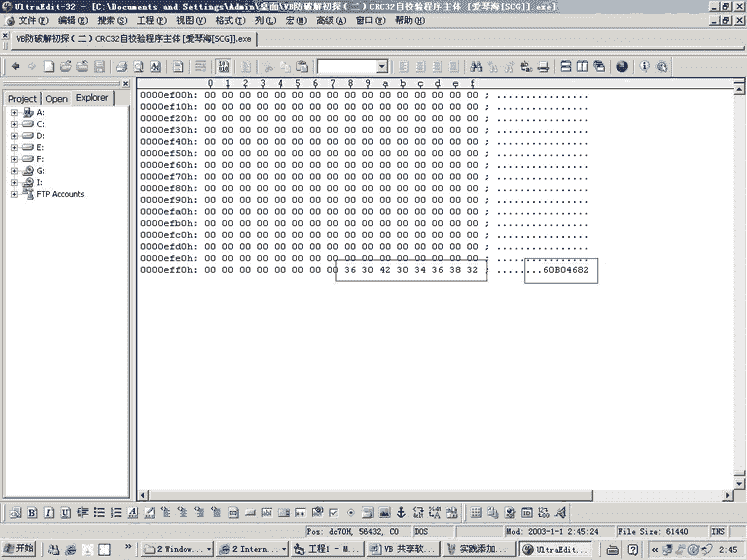 UltraEdit-32 - [C:\Documents and Settings\Admin\桌面\VB防破解初探(二)CRC32自校验程序主体 [爱琴海[SCG]].exe]
文件(F) 编辑(E) 搜索(S) 工程(P) 视图(V) 格式(T) 列(L) 宏(M) 高级(A) 窗口(W) 帮助(H)
VB防破解初探(二)CRC32自校验程序主体 [爱琴海[SCG]].exe
Project Open Explorer
A:
C:
D:
E:
F:
G:
I:
FTP Accounts
0 1 2 3 4 5 6 7 8 9 a b c d e f
0000ef00h: 00 00 00 00 00 00 00 00 00 00 00 00 00 00 00 00 ; ................
0000ef10h: 00 00 00 00 00 00 00 00 00 00 00 00 00 00 00 00 ; ................
0000ef20h: 00 00 00 00 00 00 00 00 00 00 00 00 00 00 00 00 ; ................
0000ef30h: 00 00 00 00 00 00 00 00 00 00 00 00 00 00 00 00 ; ................
0000ef40h: 00 00 00 00 00 00 00 00 00 00 00 00 00 00 00 00 ; ................
0000ef50h: 00 00 00 00 00 00 00 00 00 00 00 00 00 00 00 00 ; ................
0000ef60h: 00 00 00 00 00 00 00 00 00 00 00 00 00 00 00 00 ; ................
0000ef70h: 00 00 00 00 00 00 00 00 00 00 00 00 00 00 00 00 ; ................
0000ef80h: 00 00 00 00 00 00 00 00 00 00 00 00 00 00 00 00 ; ................
0000ef90h: 00 00 00 00 00 00 00 00 00 00 00 00 00 00 00 00 ; ................
0000efa0h: 00 00 00 00 00 00 00 00 00 00 00 00 00 00 00 00 ; ................
0000efb0h: 00 00 00 00 00 00 00 00 00 00 00 00 00 00 00 00 ; ................
0000efc0h: 00 00 00 00 00 00 00 00 00 00 00 00 00 00 00 00 ; ................
0000efd0h: 00 00 00 00 00 00 00 00 00 00 00 00 00 00 00 00 ; ................
0000efe0h: 00 00 00 00 00 00 00 00 00 00 00 00 00 00 00 00 ; ................
0000eff0h: 00 00 00 00 00 00 00 00 36 30 42 30 34 36 38 32 ; ........60B04682
Pos: dc70H, 56432, C0 DOS Mod: 2003-1-1 2:45:24 File Size: 61440 INS
开始 2 Window... 2 Intern... 工程1 - M... VB 共享软... 实践添加... UltraEdit... 2:45